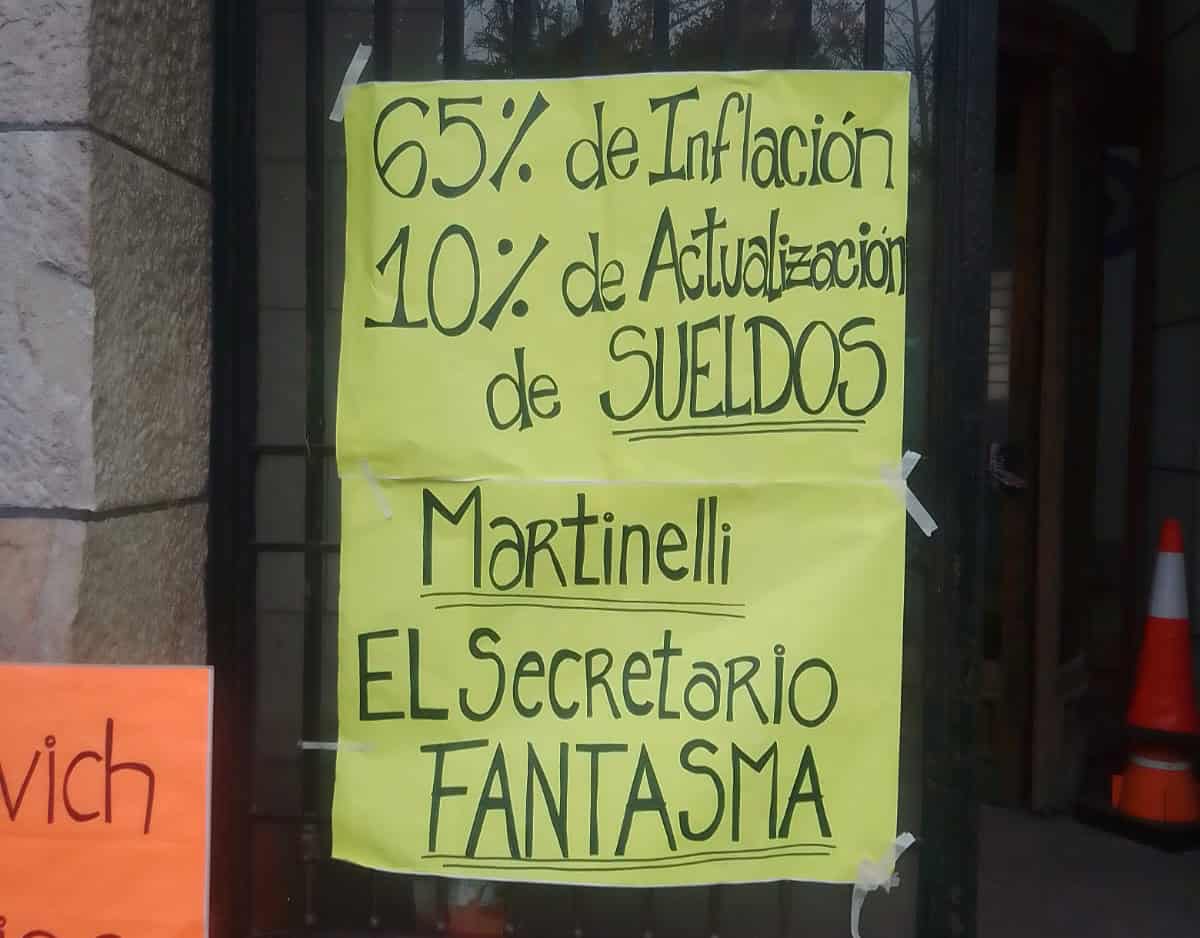 65% de Inflación
10% de Actualización
de SUELDOS
Martinelli
EL SecRetaRio
FANTASMA
vich